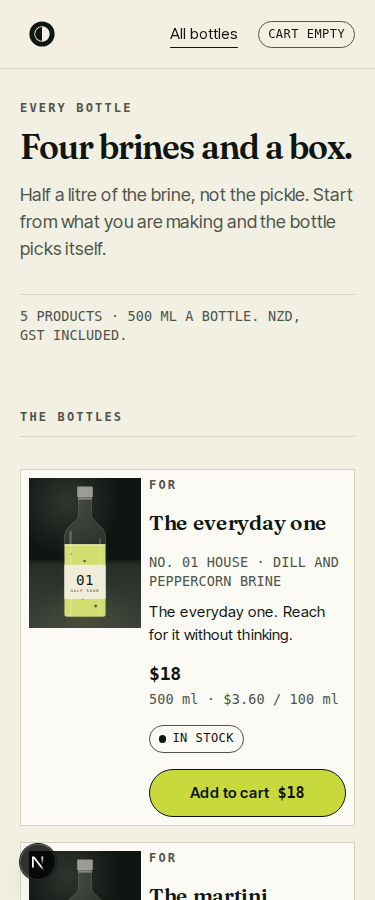 All bottles
CART EMPTY
EVERY BOTTLE
Four brines and a box.
Half a litre of the brine, not the pickle. Start
from what you are making and the bottle
picks itself.
5 PRODUCTS · 500 ML A BOTTLE. NZD,
GST INCLUDED.
THE BOTTLES
01
HALF SOUR
FOR
The everyday one
NO. 01 HOUSE · DILL AND
PEPPERCORN BRINE
The everyday one. Reach
for it without thinking.
$18
500 ml · $3.60 / 100 ml
IN STOCK
Add to cart $18
N
FOR
The martini